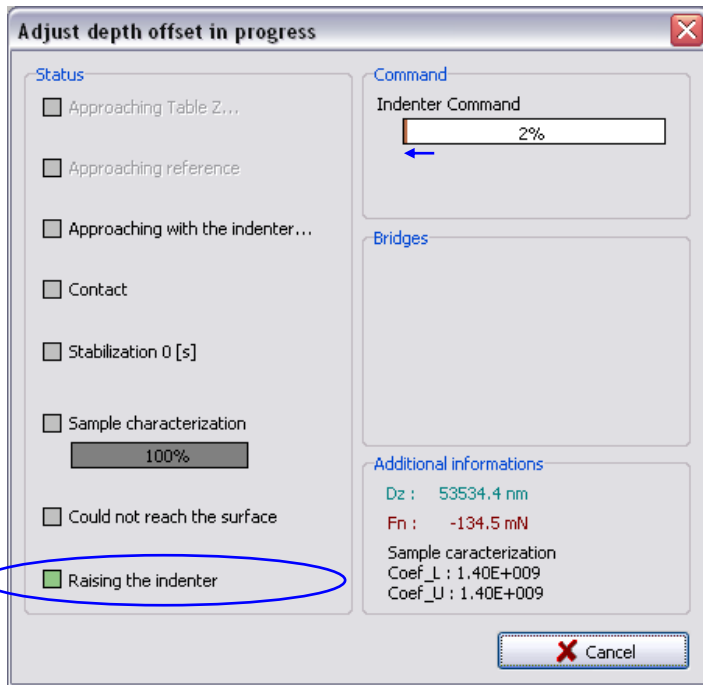 Adjust depth offset in progress
Status
Approaching Table Z...
Approaching reference
Approaching with the indenter...
Contact
Stabilization 0 [s]
Sample characterization
100%
Could not reach the surface
Raising the indenter
Command
Indenter Command
2%
Bridges
Additional informations
Dz : 53534.4 nm
Fn : -134.5 mN
Sample caracterization
Coef_L : 1.40E+009
Coef_U : 1.40E+009
Cancel